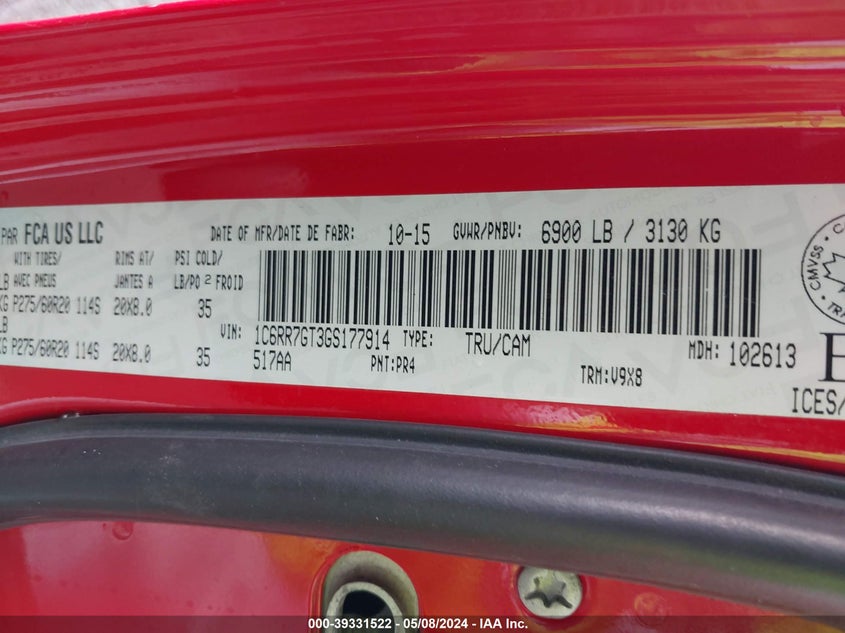 PAR FCA US LLC DATE OF MFR/DATE DE FABR: 10-15 GVWR/PNBV: 6900 LB / 3130 KG
WITH TIRES/ RIMS AT/ PSI COLD/
LB AVEC PNEUS JANTES A LB/PO 2 FROID
KG P275/60R20 114S 20X8.0 35
LB VIN: 1C6RR7GT3GS177914 TYPE: TRU/CAM MDH: 102613
KG P275/60R20 114S 20X8.0 35 517AA PNT:PR4 TRM:V9X8
ICES/
CMVSS
000-39331522 - 05/08/2024 - IAA Inc.